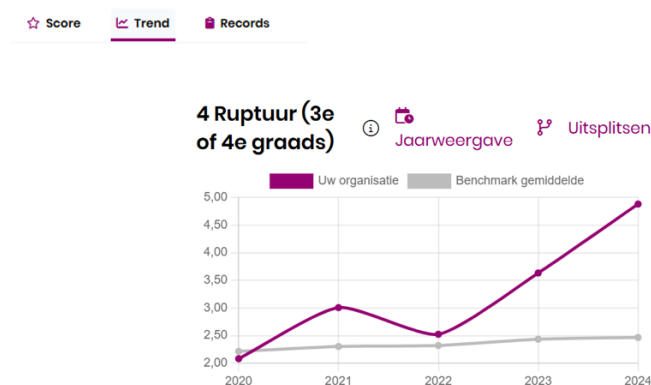 Score Trend Records
4 Ruptuur (3e
of 4e graads)
Jaarweergave Uitsplitsen
Uw organisatie Benchmark gemiddelde
5,00
4,50
4,00
3,50
3,00
2,50
2,00
2020 2021 2022 2023 2024